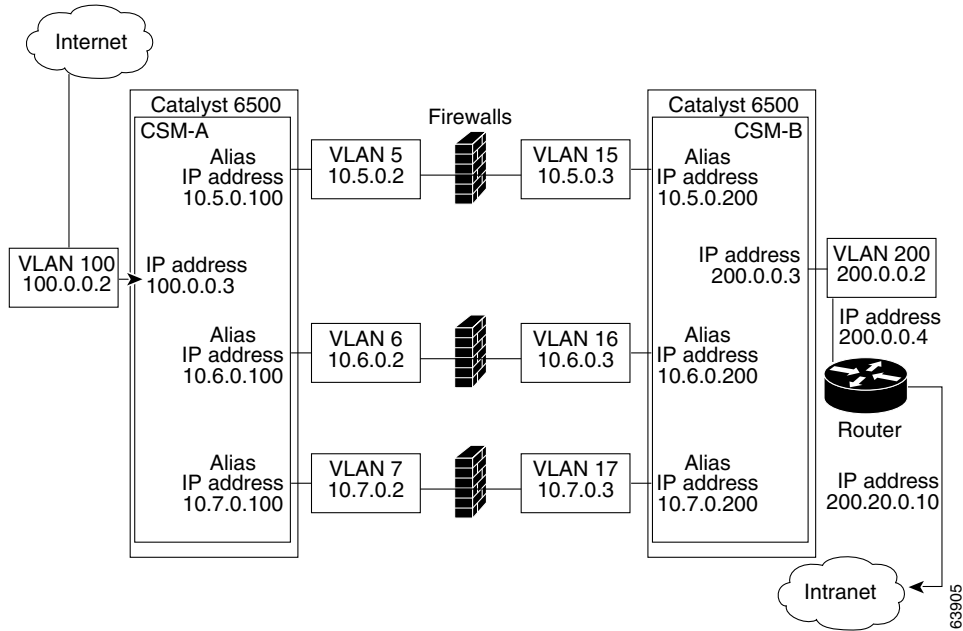 Internet
Catalyst 6500
CSM-A
Alias
IP address
10.5.0.100
VLAN 5
10.5.0.2
Firewalls
VLAN 15
10.5.0.3
Catalyst 6500
CSM-B
Alias
IP address
10.5.0.200
VLAN 100
100.0.0.2
IP address
100.0.0.3
IP address
200.0.0.3
VLAN 200
200.0.0.2
Alias
IP address
10.6.0.100
VLAN 6
10.6.0.2
VLAN 16
10.6.0.3
Alias
IP address
10.6.0.200
IP address
200.0.0.4
Router
Alias
IP address
10.7.0.100
VLAN 7
10.7.0.2
VLAN 17
10.7.0.3
Alias
IP address
10.7.0.200
IP address
200.20.0.10
Intranet
63905